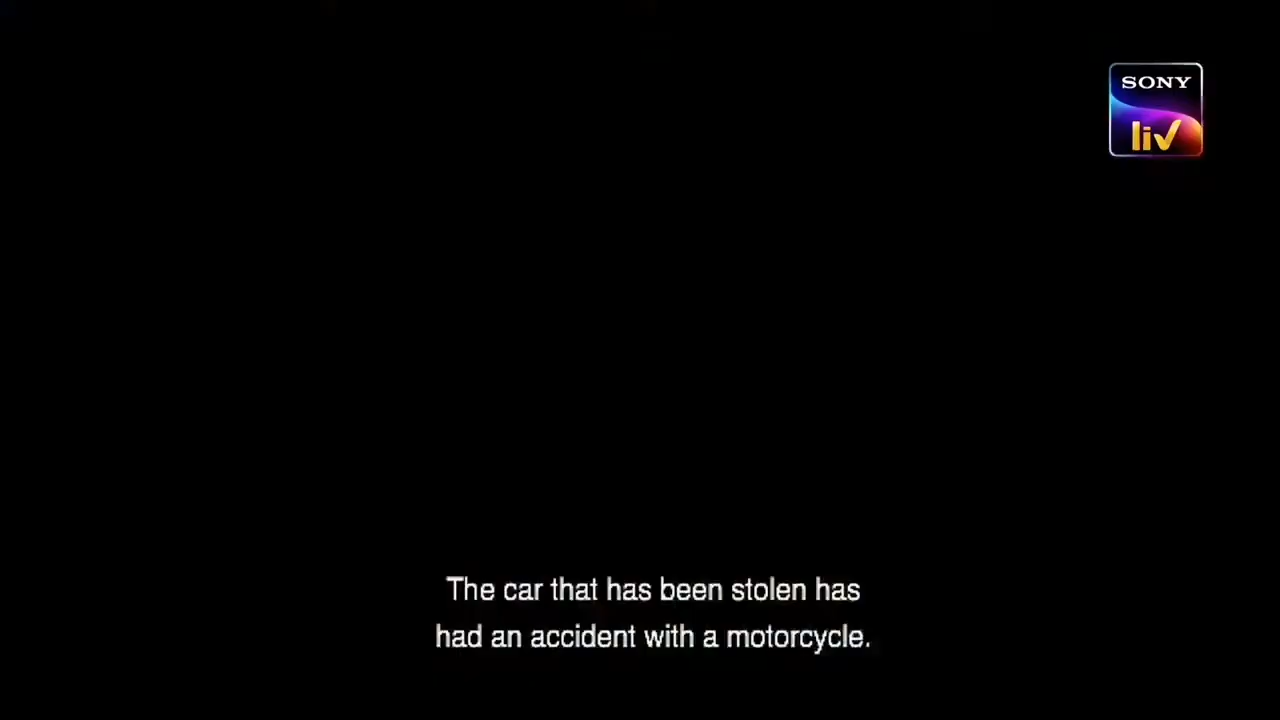 SONY
liv
The car that has been stolen has
had an accident with a motorcycle.